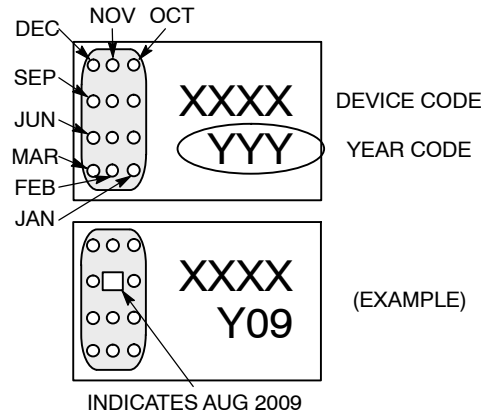 NOV OCT
DEC
SEP
XXXX DEVICE CODE
JUN
YYY YEAR CODE
MAR
FEB
JAN
XXXX
(EXAMPLE)
Y09
INDICATES AUG 2009